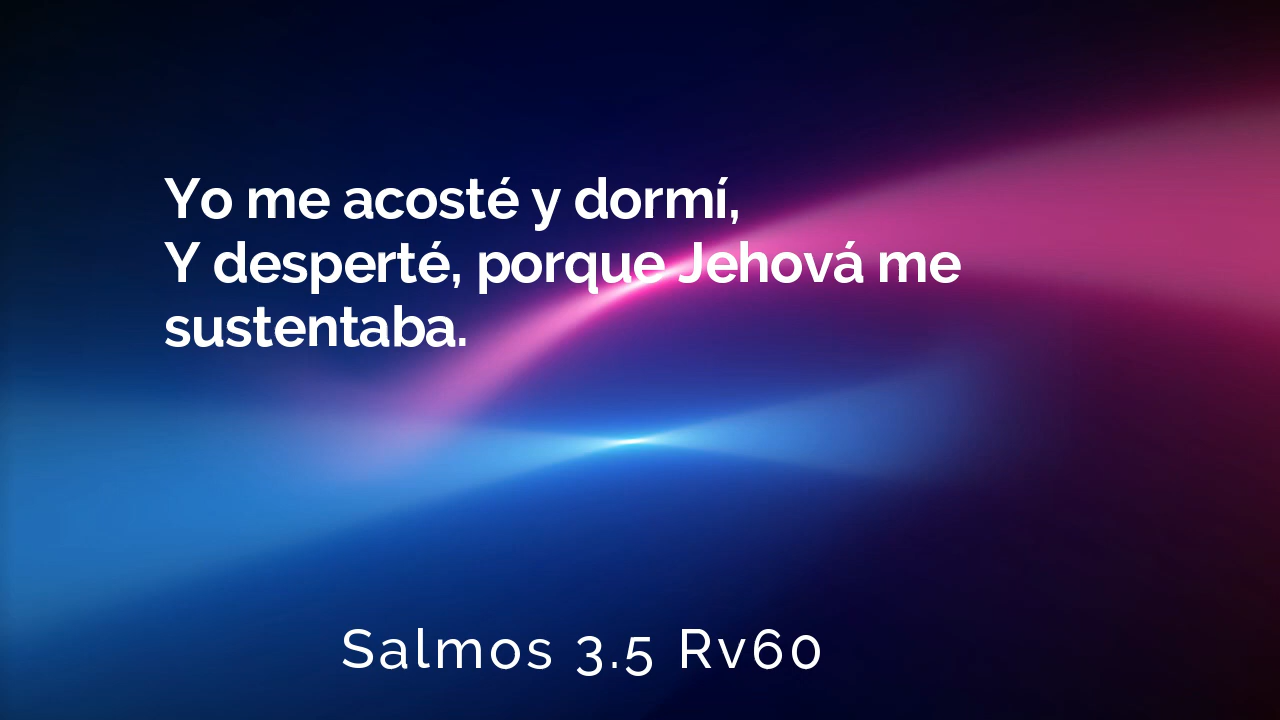 Yo me acosté y dormí,
Y desperté, porque Jehová me
sustentaba.
Salmos 3.5 Rv60